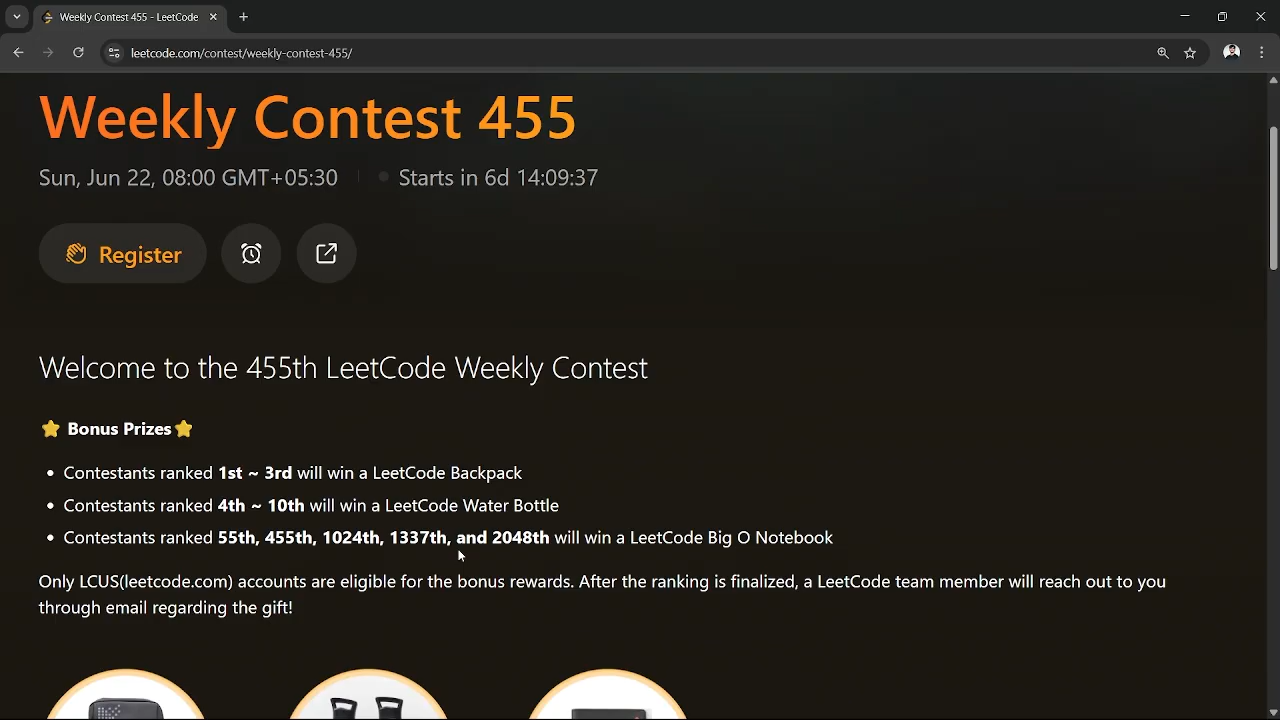 Weekly Contest 455 - LeetCode
leetcode.com/contest/weekly-contest-455/
Weekly Contest 455
Sun, Jun 22, 08:00 GMT+05:30 Starts in 6d 14:09:37
Register
Welcome to the 455th LeetCode Weekly Contest
⭐ Bonus Prizes⭐
• Contestants ranked 1st ~ 3rd will win a LeetCode Backpack
• Contestants ranked 4th ~ 10th will win a LeetCode Water Bottle
• Contestants ranked 55th, 455th, 1024th, 1337th, and 2048th will win a LeetCode Big O Notebook
Only LCUS(leetcode.com) accounts are eligible for the bonus rewards. After the ranking is finalized, a LeetCode team member will reach out to you
through email regarding the gift!